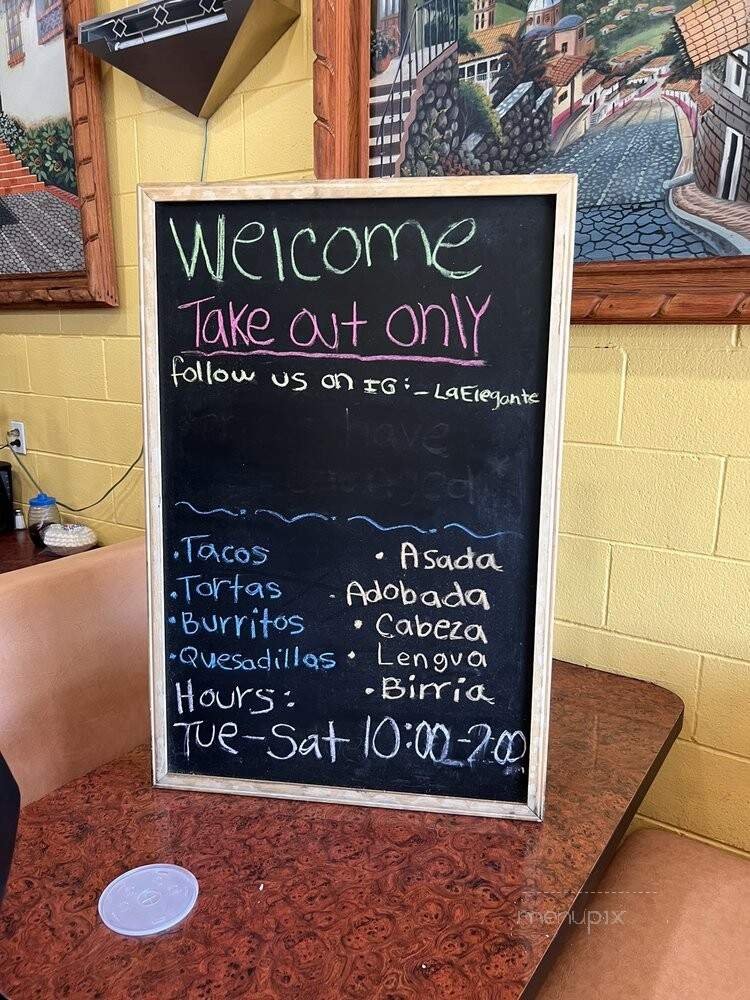 Welcome
Take out only
follow us on IG:_LaElegante
have
• Tacos
• Tortas
• Burritos
• Quesadillas
• Asada
• Adobada
• Cabeza
• Lengua
• Birria
Hours:
Tue-Sat 10:00-2:00
menupix